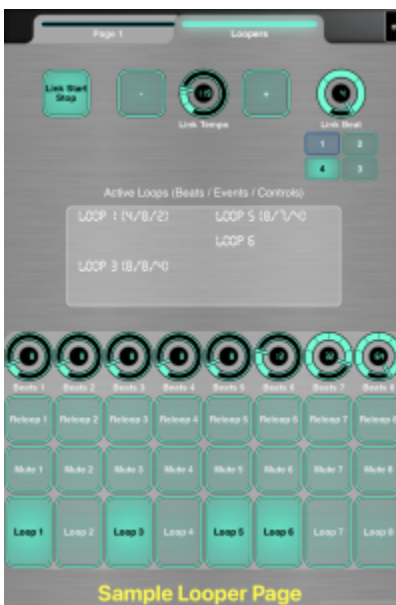 Page 1
Loopers
Link Start
Stop
-
+
Link Tempo
Link Beat
1 2
4 3
Active Loops (Beats / Events / Controls)
LOOP 1 (4/8/2) LOOP 5 (8/7/4)
LOOP 6
LOOP 3 (8/8/4)
Beats 1 Beats 2 Beats 3 Beats 4 Beats 5 Beats 6 Beats 7 Beats 8
Reloop 1 Reloop 2 Reloop 3 Reloop 4 Reloop 5 Reloop 6 Reloop 7 Reloop 8
Mute 1 Mute 2 Mute 3 Mute 4 Mute 5 Mute 6 Mute 7 Mute 8
Loop 1 Loop 2 Loop 3 Loop 4 Loop 5 Loop 6 Loop 7 Loop 8
Sample Looper Page